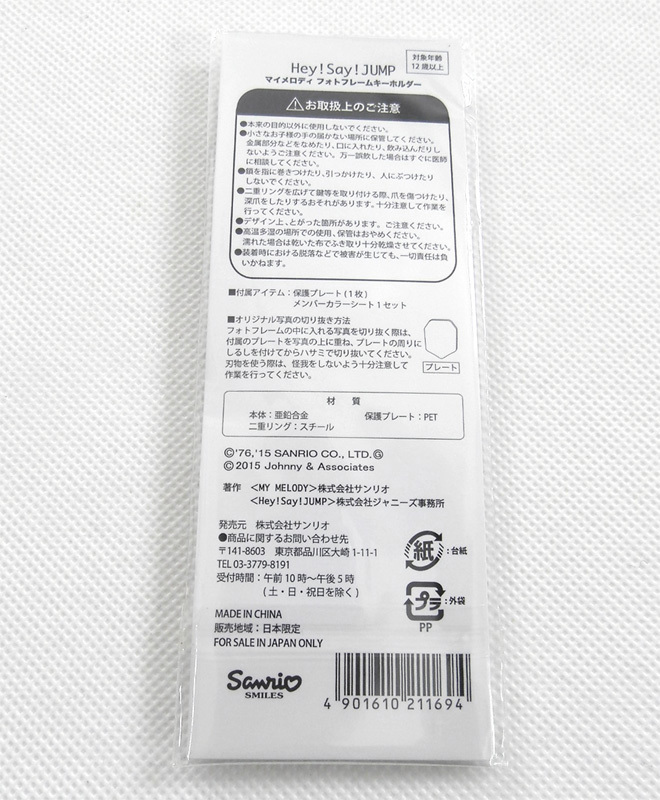 Hey!Say!JUMP
マイメロディ フォトフレームキーホルダー
対象年齢
12歳以上
お取扱上のご注意
●本来の目的以外に使用しないでください。
●小さなお子様の手の届かない場所に保管してください。
金属部分などをなめたり、口に入れたり、飲み込んだりし
ないようご注意ください。万一誤飲した場合はすぐに医師
に相談してください。
●鎖を指に巻きつけたり、引っかけたり、人にぶつけたり
しないでください。
●二重リングを広げて鍵等を取り付ける際、爪を傷つけたり、
深爪をしたりするおそれがあります。十分注意して作業を
行ってください。
●デザイン上、とがった箇所があります。ご注意ください。
●高温多湿の場所での使用、保管はおやめください。
濡れた場合は乾いた布でふき取り十分乾燥させてください。
●装着時における脱落などで被害が生じても、一切責任は負
いかねます。
■付属アイテム：保護プレート(1枚)
メンバーカラーシート1セット
■オリジナル写真の切り抜き方法
フォトフレームの中に入れる写真を切り抜く際は、
付属のプレートを写真の上に重ね、プレートの周りに
しるしを付けてからハサミで切り抜いてください。
刃物を使う際は、怪我をしないよう十分注意して
作業を行ってください。
プレート
材 質
本体：亜鉛合金 保護プレート：PET
二重リング：スチール
©'76,'15 SANRIO CO., LTD.Ⓖ
©2015 Johnny & Associates
著作 <MY MELODY>株式会社サンリオ
<Hey!Say!JUMP>株式会社ジャニーズ事務所
発売元 株式会社サンリオ
●商品に関するお問い合わせ先
〒141-8603 東京都品川区大崎1-11-1
TEL 03-3779-8191
受付時間：午前10時～午後5時
(土・日・祝日を除く)
紙：台紙
プラ：外袋
PP
MADE IN CHINA
販売地域：日本限定
FOR SALE IN JAPAN ONLY
Sanrio
SMILES
4 901610 211694